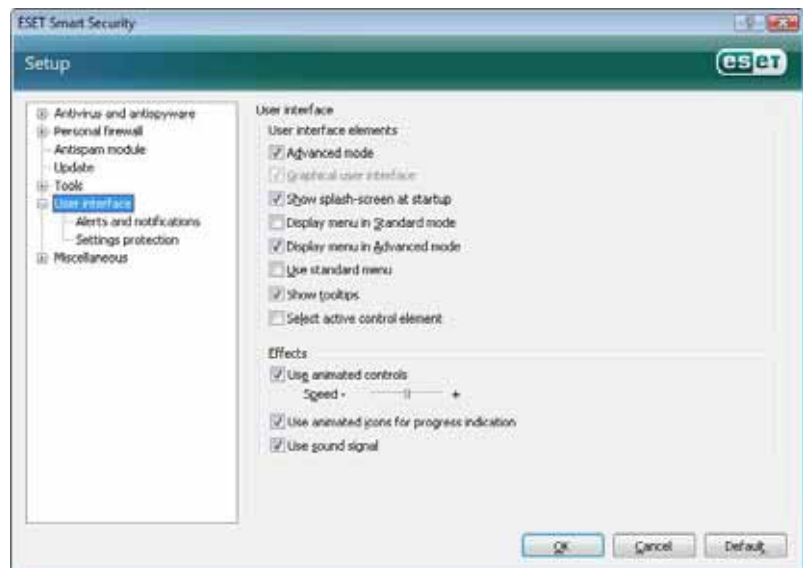 ESET Smart Security
Setup
eset
Antivirus and antispyware
Personal firewall
Antispam module
Update
Tools
User interface
Alerts and notifications
Settings protection
Miscellaneous
User interface
User interface elements
Advanced mode
Graphical user interface
Show splash-screen at startup
Display menu in Standard mode
Display menu in Advanced mode
Use standard menu
Show tooltips
Select active control element
Effects
Use animated controls
Speed - +
Use animated icons for progress indication
Use sound signal
OK
Cancel
Default